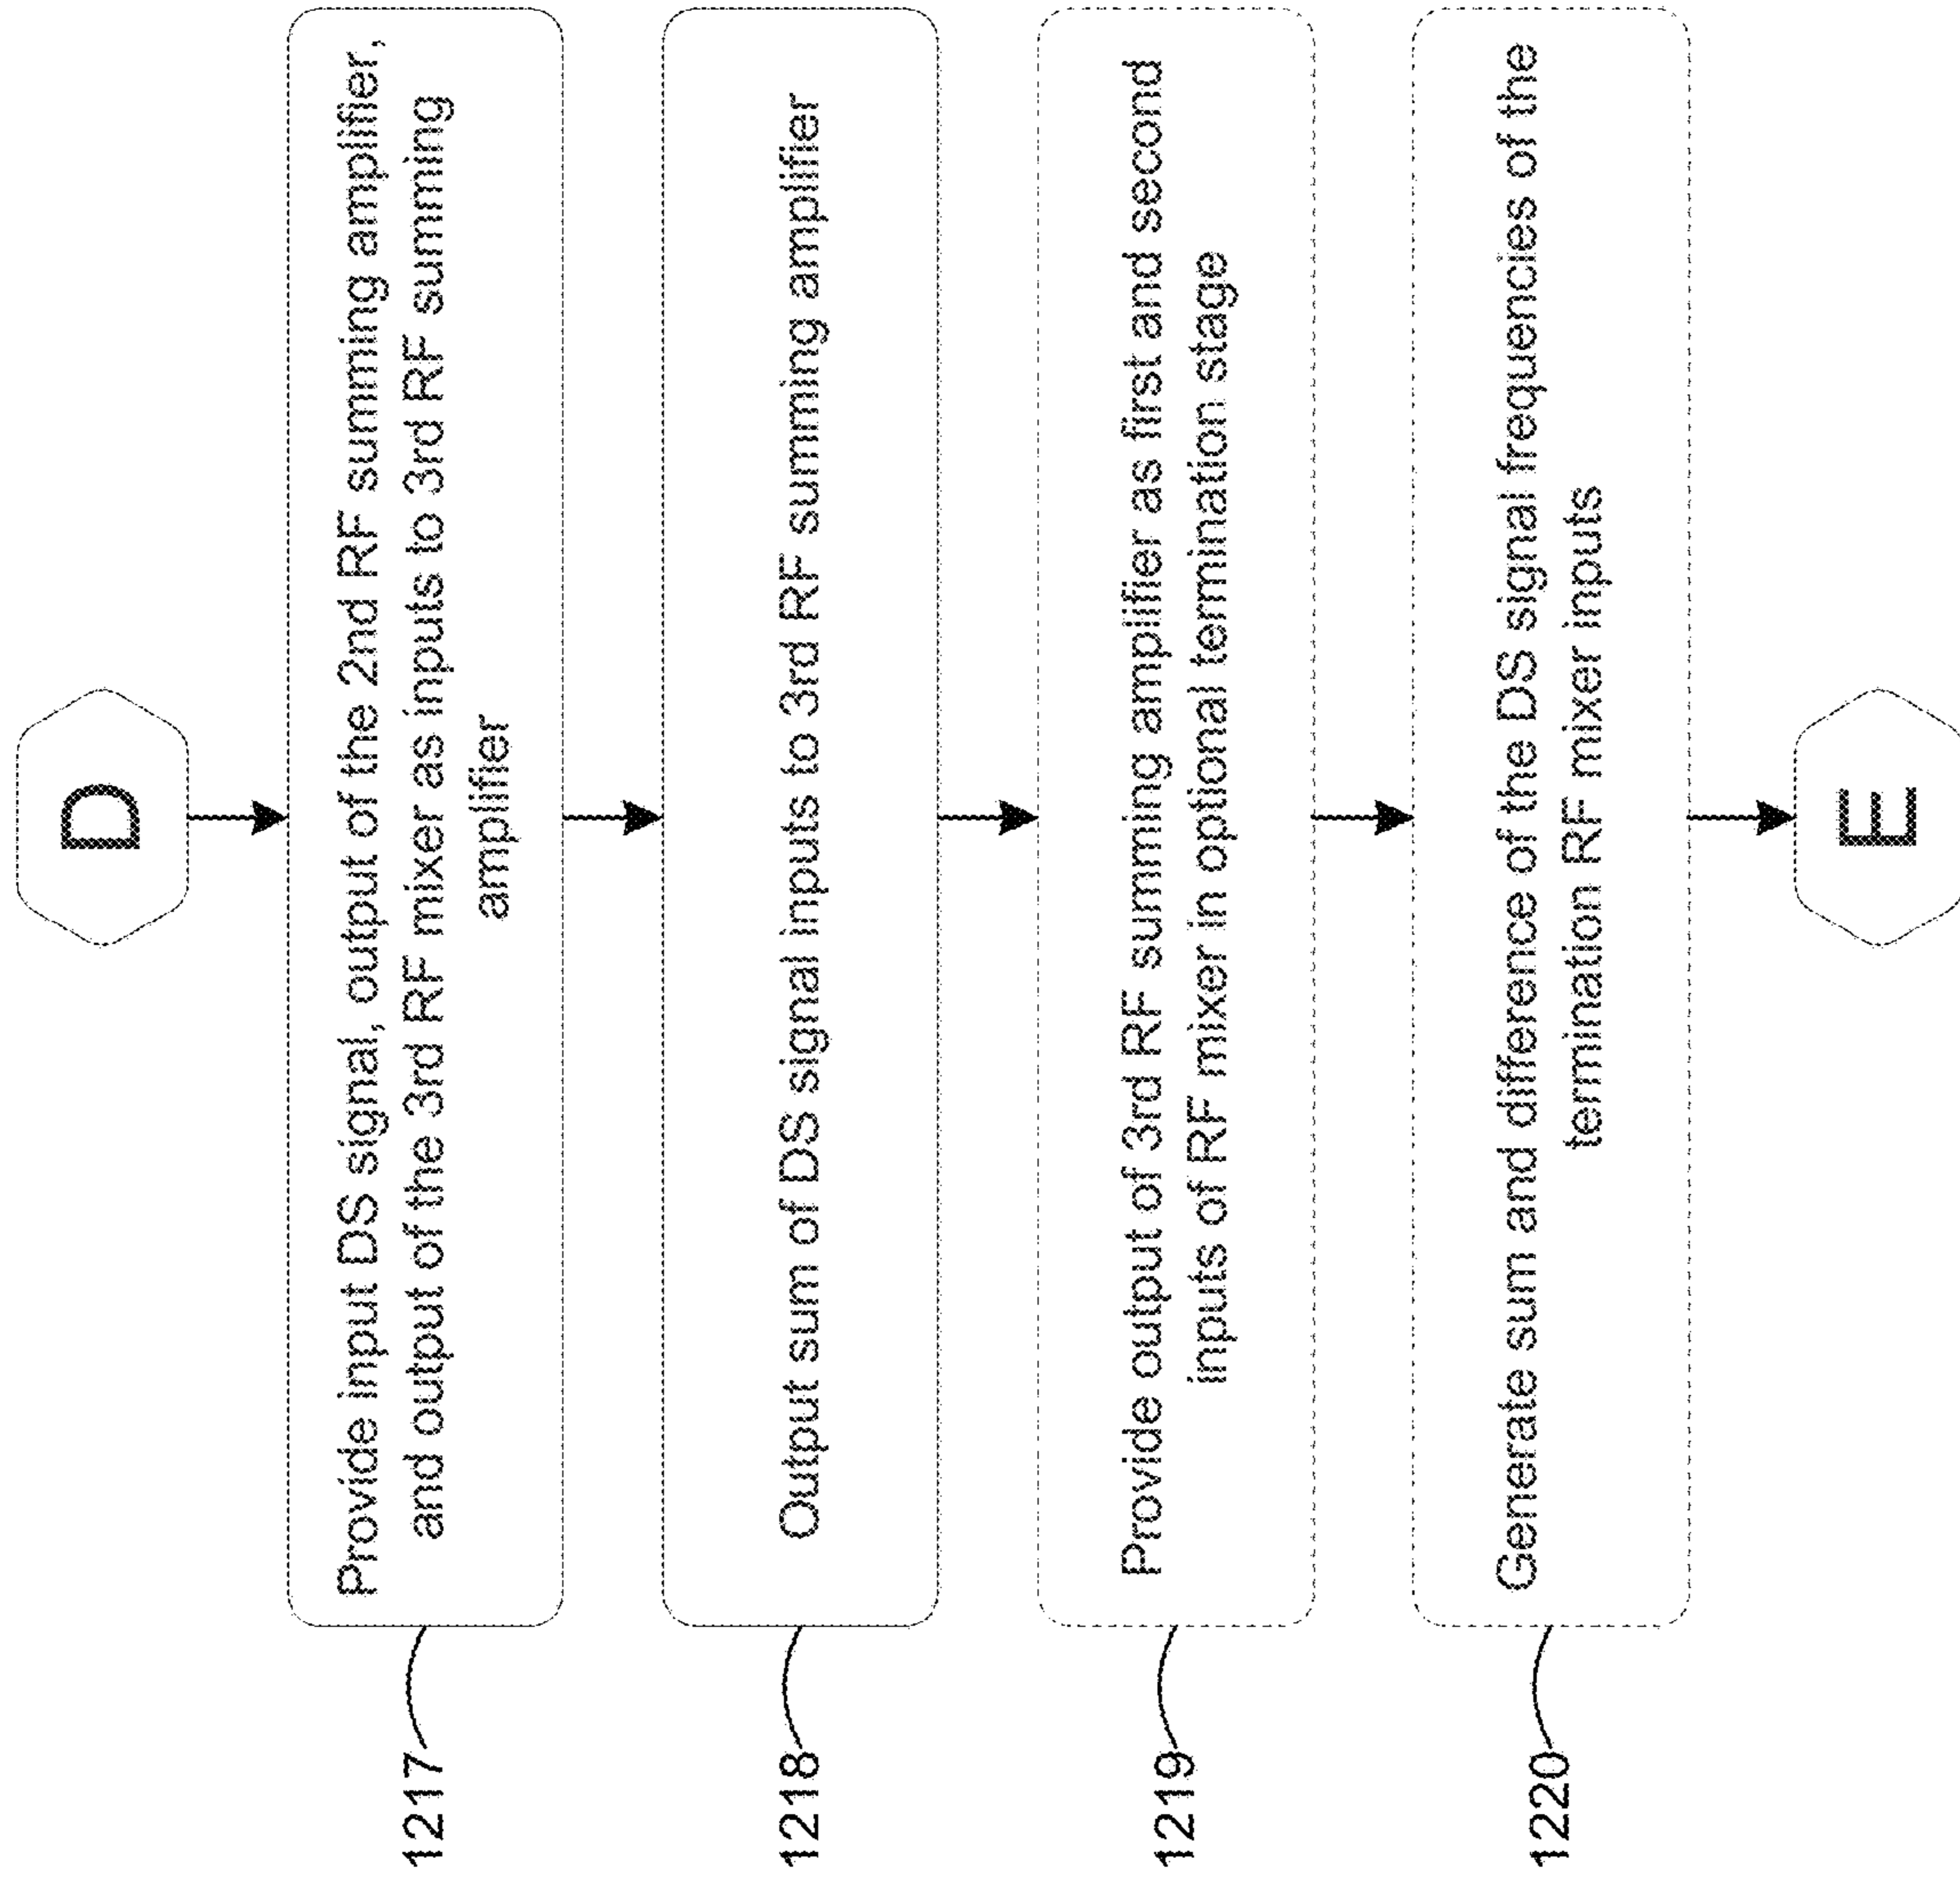 D
Provide input DS signal, output of the 2nd RF summing amplifier,
and output of the 3rd RF mixer as inputs to 3rd RF summing
amplifier
1217
Output sum of DS signal inputs to 3rd RF summing amplifier
1218
Provide output of 3rd RF summing amplifier as first and second
inputs of RF mixer in optional termination stage
1219
Generate sum and difference of the DS signal frequencies of the
termination RF mixer inputs
1220
E